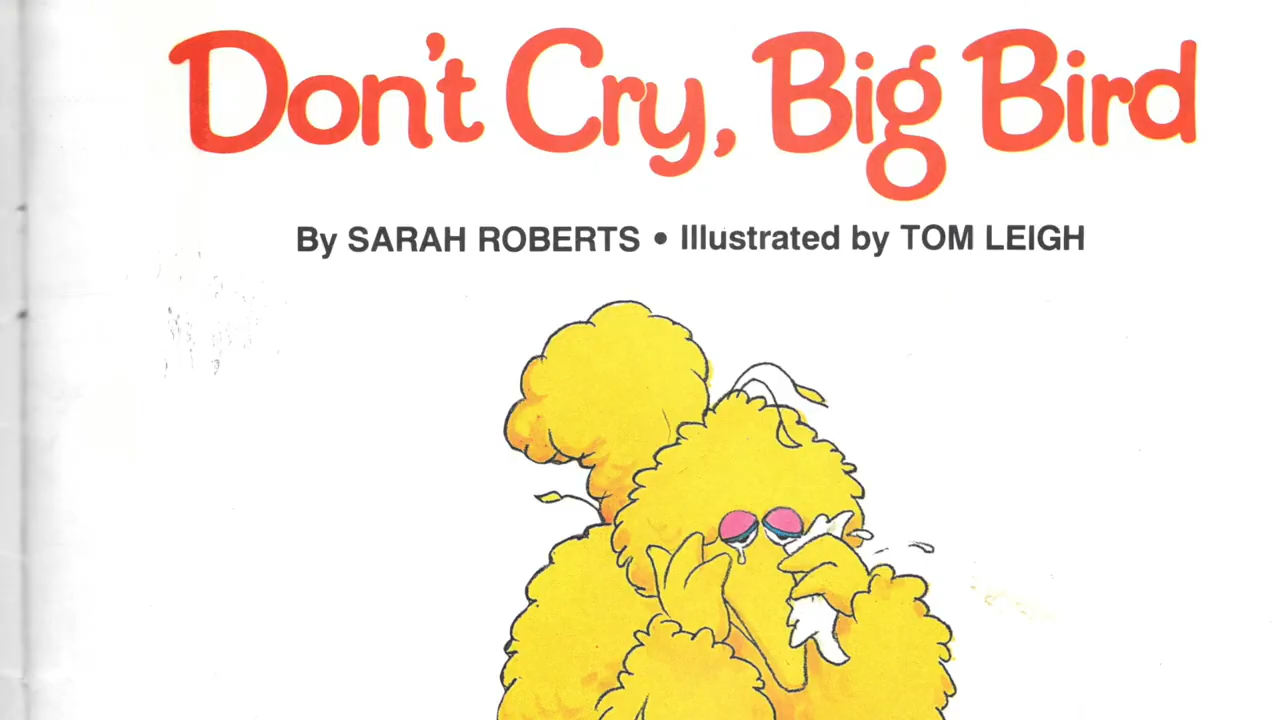 Don't Cry, Big Bird
By SARAH ROBERTS • Illustrated by TOM LEIGH